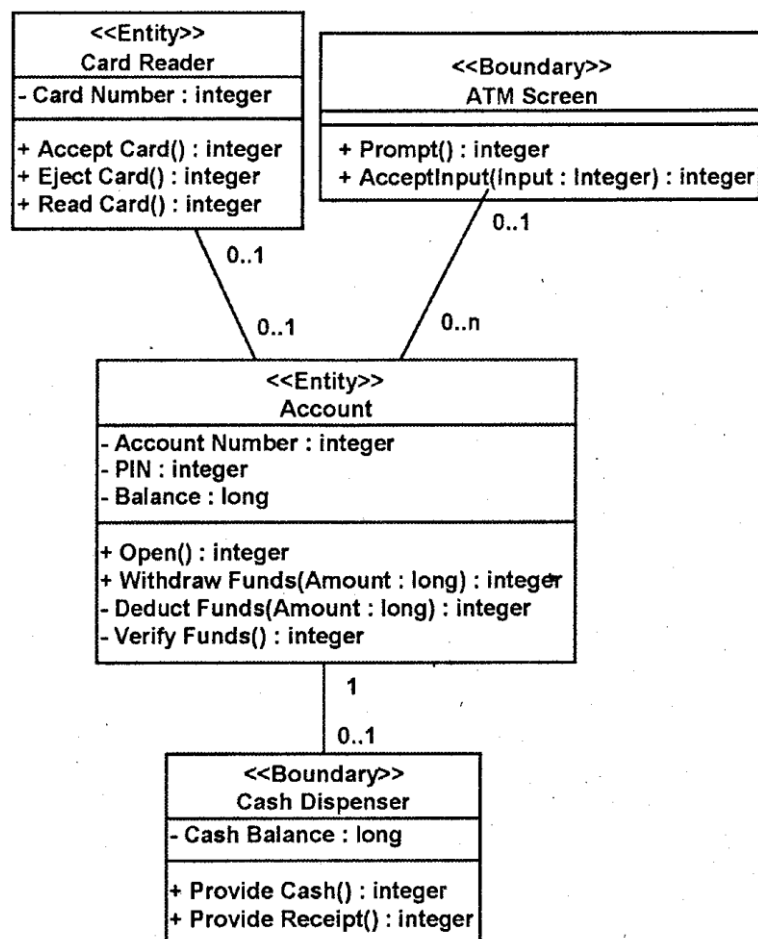 <<Entity>>
Card Reader
- Card Number : integer
+ Accept Card() : integer
+ Eject Card() : integer
+ Read Card() : integer
<<Boundary>>
ATM Screen
+ Prompt() : integer
+ AcceptInput(Input : Integer) : integer
0..1
0..1
0..1
0..n
<<Entity>>
Account
- Account Number : integer
- PIN : integer
- Balance : long
+ Open() : integer
+ Withdraw Funds(Amount : long) : integer
- Deduct Funds(Amount : long) : integer
- Verify Funds() : integer
1
0..1
<<Boundary>>
Cash Dispenser
- Cash Balance : long
+ Provide Cash() : integer
+ Provide Receipt() : integer